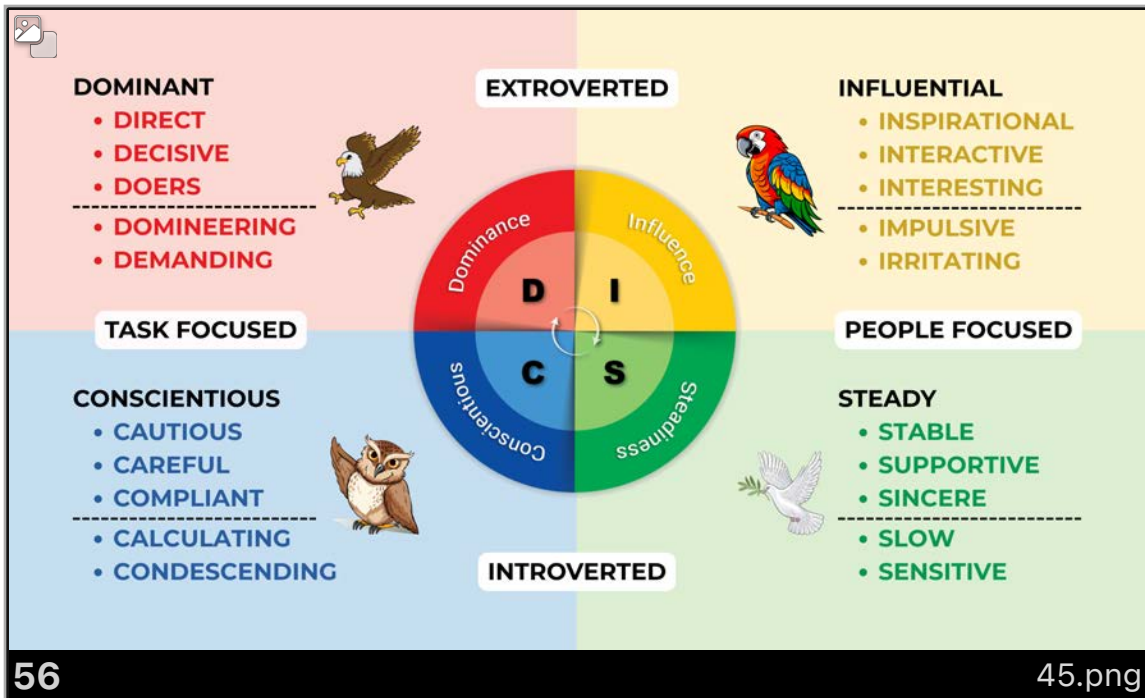 DOMINANT
• DIRECT
• DECISIVE
• DOERS
• DOMINEERING
• DEMANDING
EXTROVERTED
INFLUENTIAL
• INSPIRATIONAL
• INTERACTIVE
• INTERESTING
• IMPULSIVE
• IRRITATING
Dominance
Influence
D
I
TASK FOCUSED
PEOPLE FOCUSED
C
S
Conscientious
Steadiness
CONSCIENTIOUS
• CAUTIOUS
• CAREFUL
• COMPLIANT
• CALCULATING
• CONDESCENDING
INTROVERTED
STEADY
• STABLE
• SUPPORTIVE
• SINCERE
• SLOW
• SENSITIVE
56
45.png